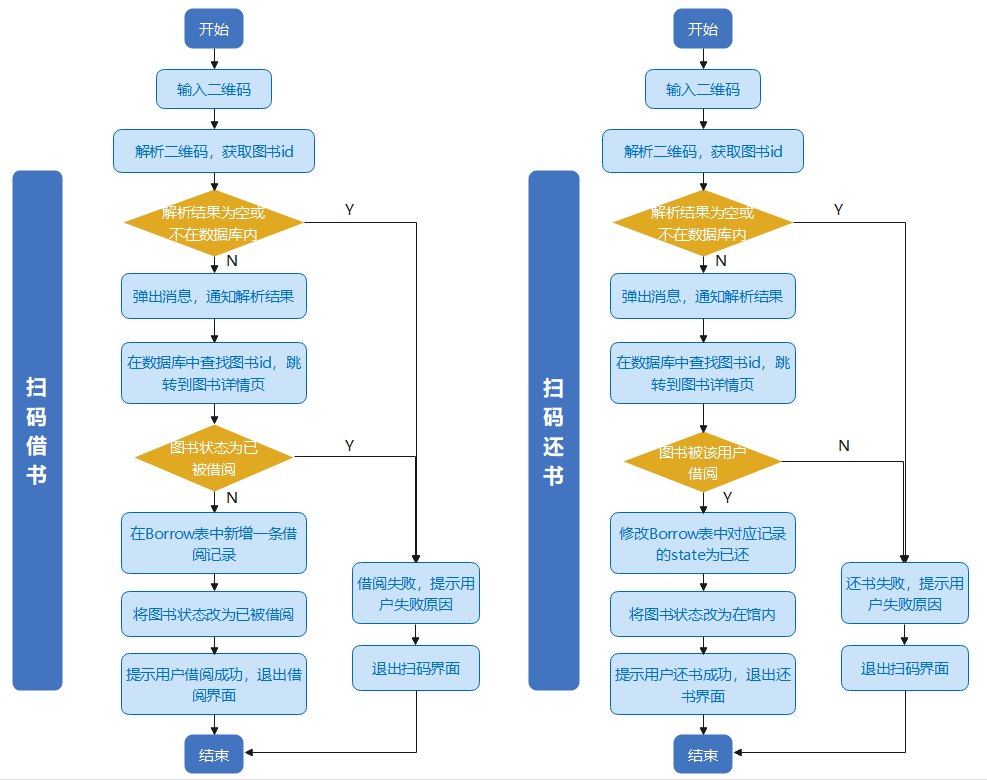 扫
码
借
书
开始
输入二维码
解析二维码，获取图书id
解析结果为空或
不在数据库内
Y
N
弹出消息，通知解析结果
在数据库中查找图书id，跳
转到图书详情页
图书状态为已
被借阅
Y
N
在Borrow表中新增一条借
阅记录
将图书状态改为已被借阅
提示用户借阅成功，退出借
阅界面
借阅失败，提示用
户失败原因
退出扫码界面
结束
扫
码
还
书
开始
输入二维码
解析二维码，获取图书id
解析结果为空或
不在数据库内
Y
N
弹出消息，通知解析结果
在数据库中查找图书id，跳
转到图书详情页
图书被该用户
借阅
N
Y
修改Borrow表中对应记录
的state为已还
将图书状态改为在馆内
提示用户还书成功，退出还
书界面
还书失败，提示用
户失败原因
退出扫码界面
结束